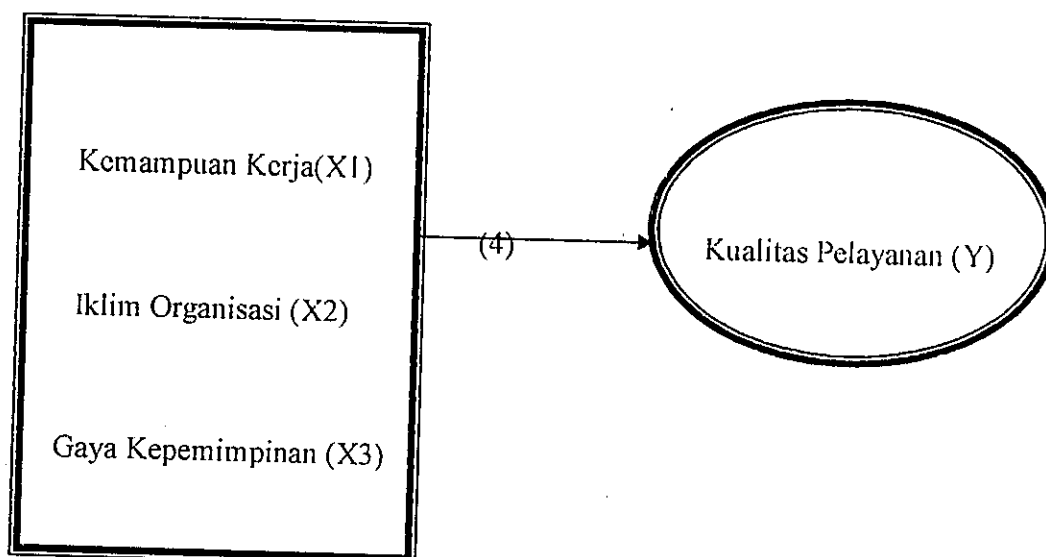 Kemampuan Kerja(X1)
(4)
Kualitas Pelayanan (Y)
Iklim Organisasi (X2)
Gaya Kepemimpinan (X3)